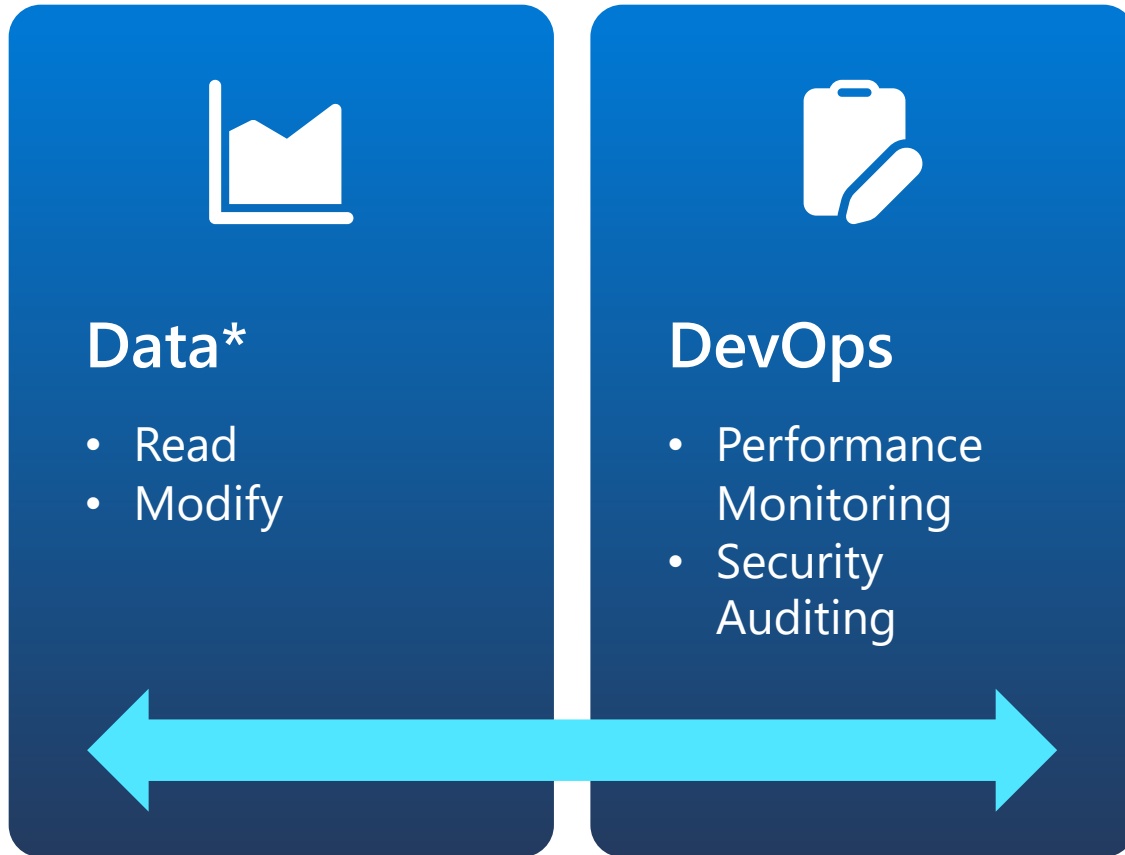 Data*
• Read
• Modify
DevOps
• Performance
Monitoring
• Security
Auditing